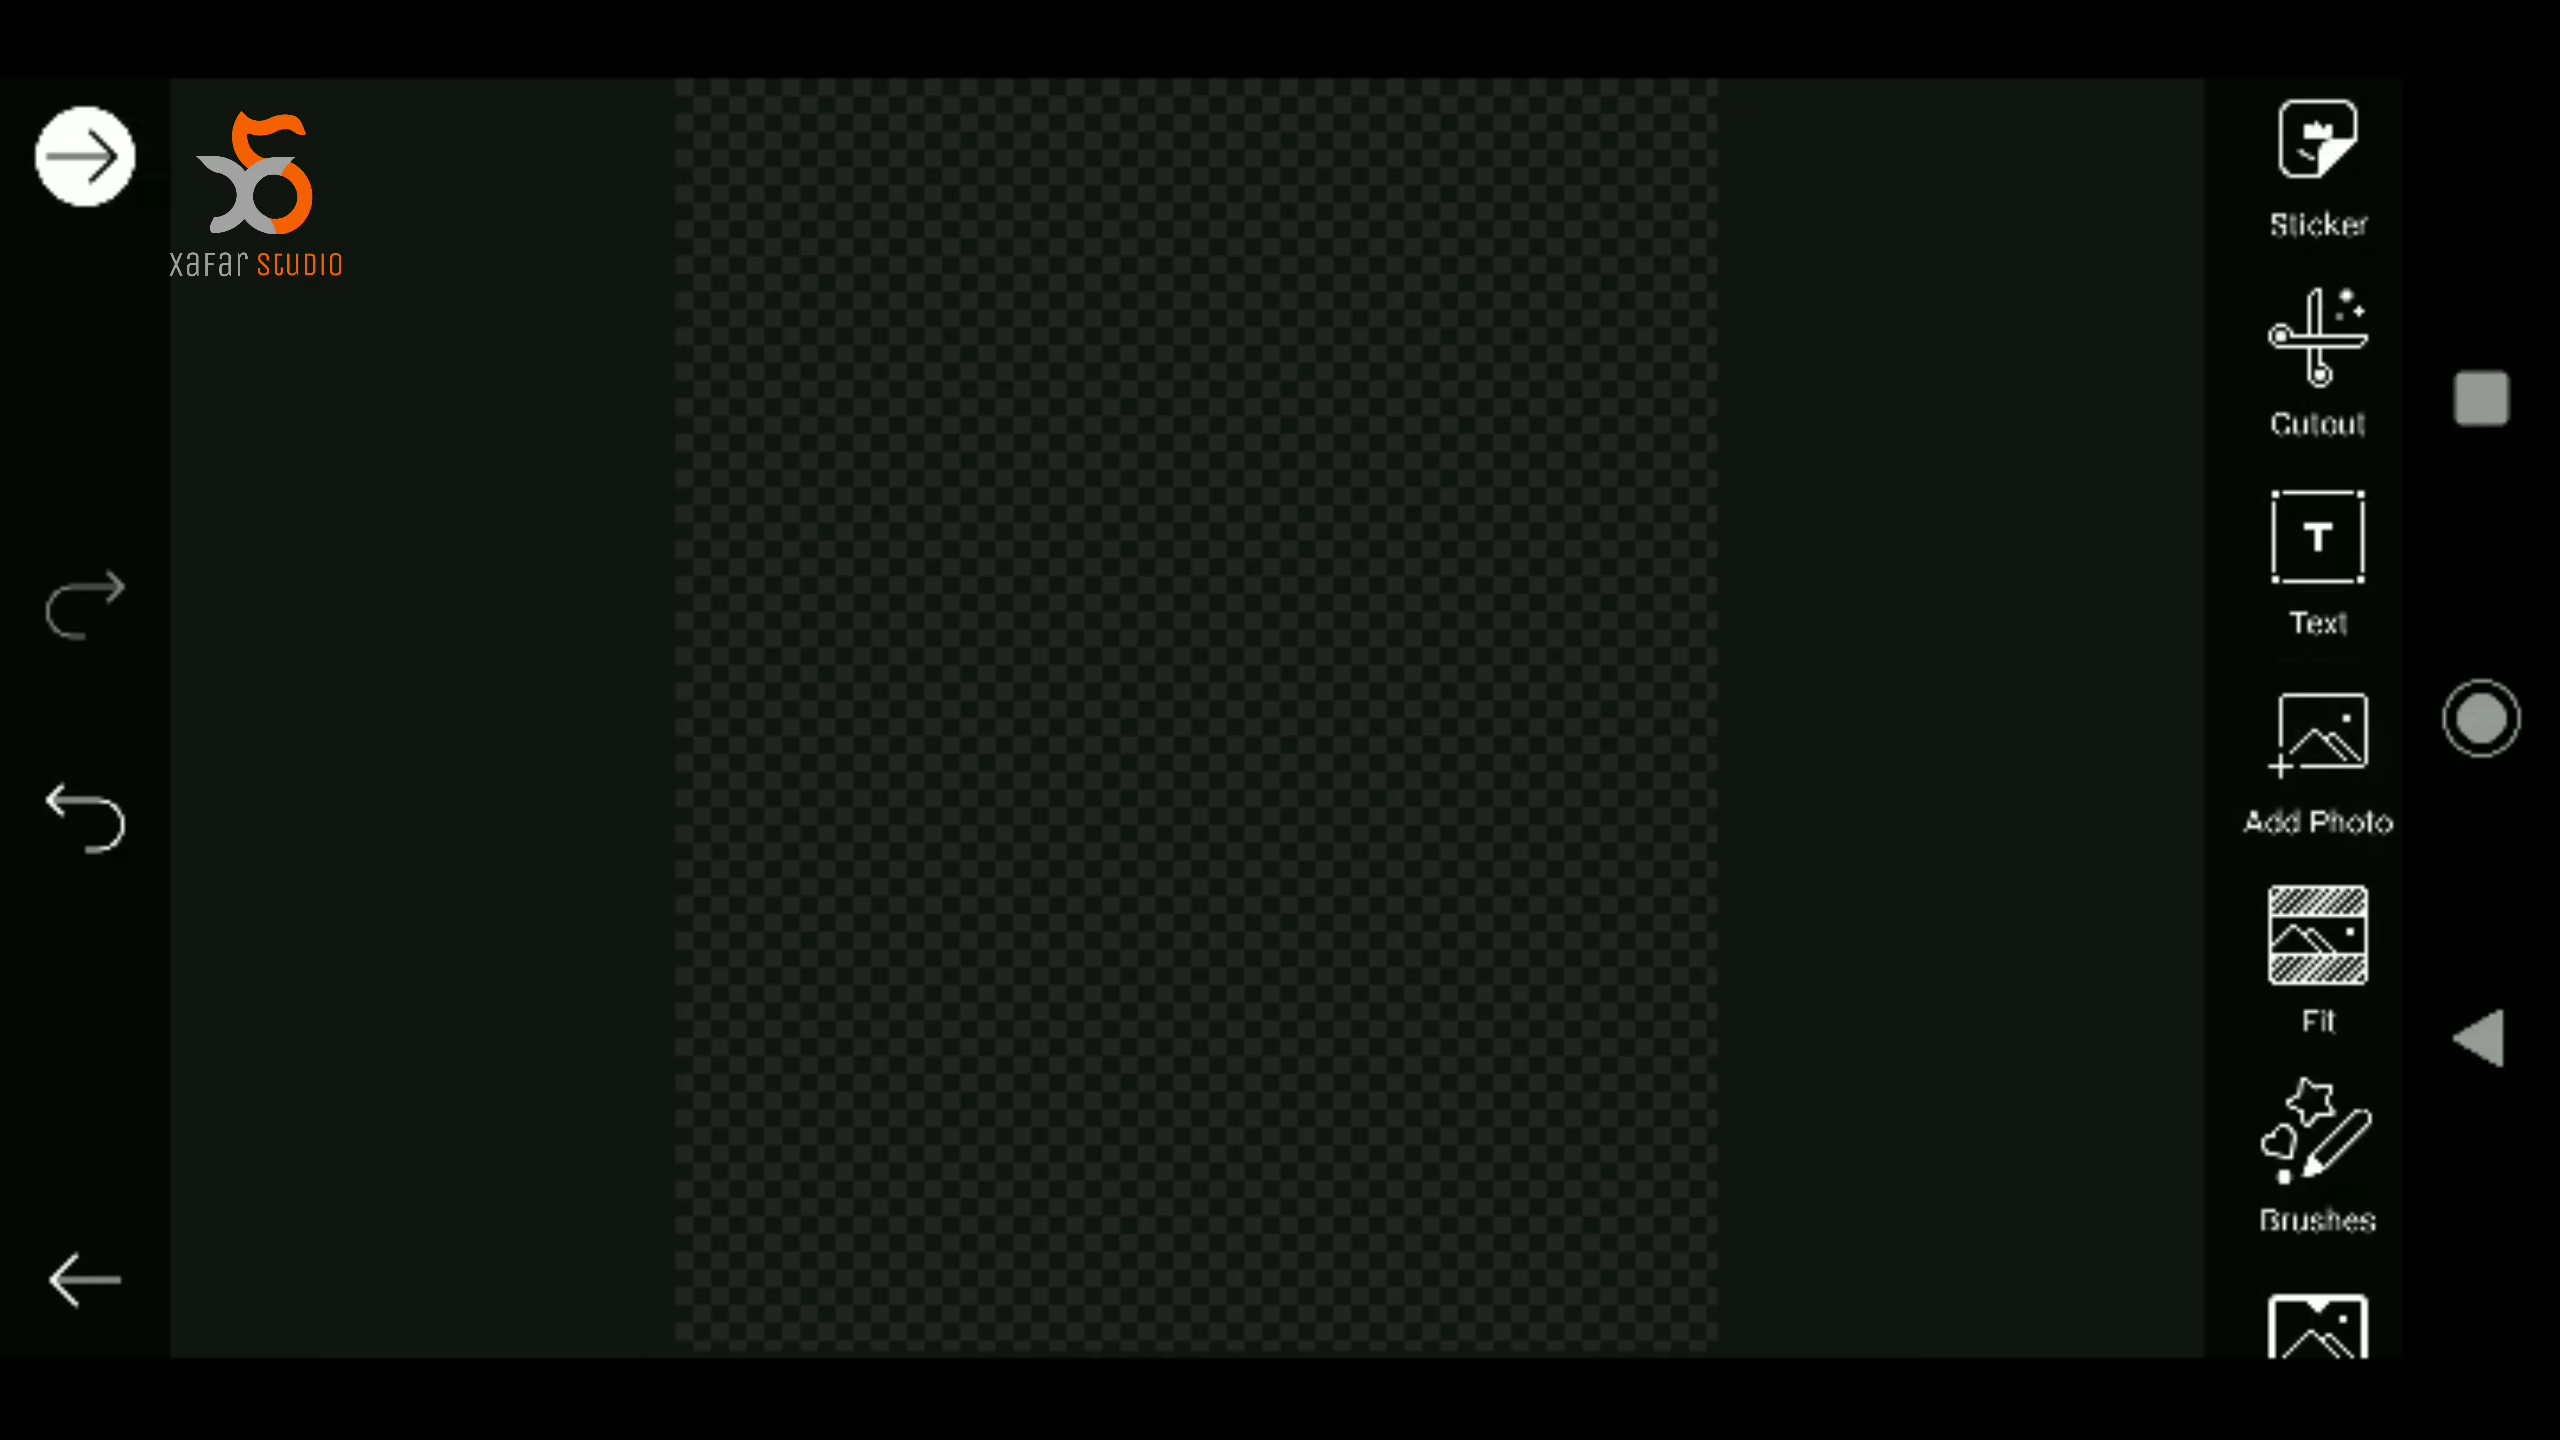 xaFar STUDIO
Sticker
Cutout
T
Text
Add Photo
Fit
Brushes